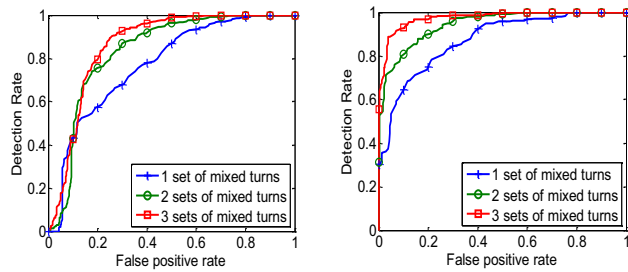 1
0.8
0.6
0.4
0.2
0
Detection Rate
0 0.2 0.4 0.6 0.8 1
False positive rate
1 set of mixed turns
2 sets of mixed turns
3 sets of mixed turns
1
0.8
0.6
0.4
0.2
0
Detection Rate
0 0.2 0.4 0.6 0.8 1
False positive rate
1 set of mixed turns
2 sets of mixed turns
3 sets of mixed turns